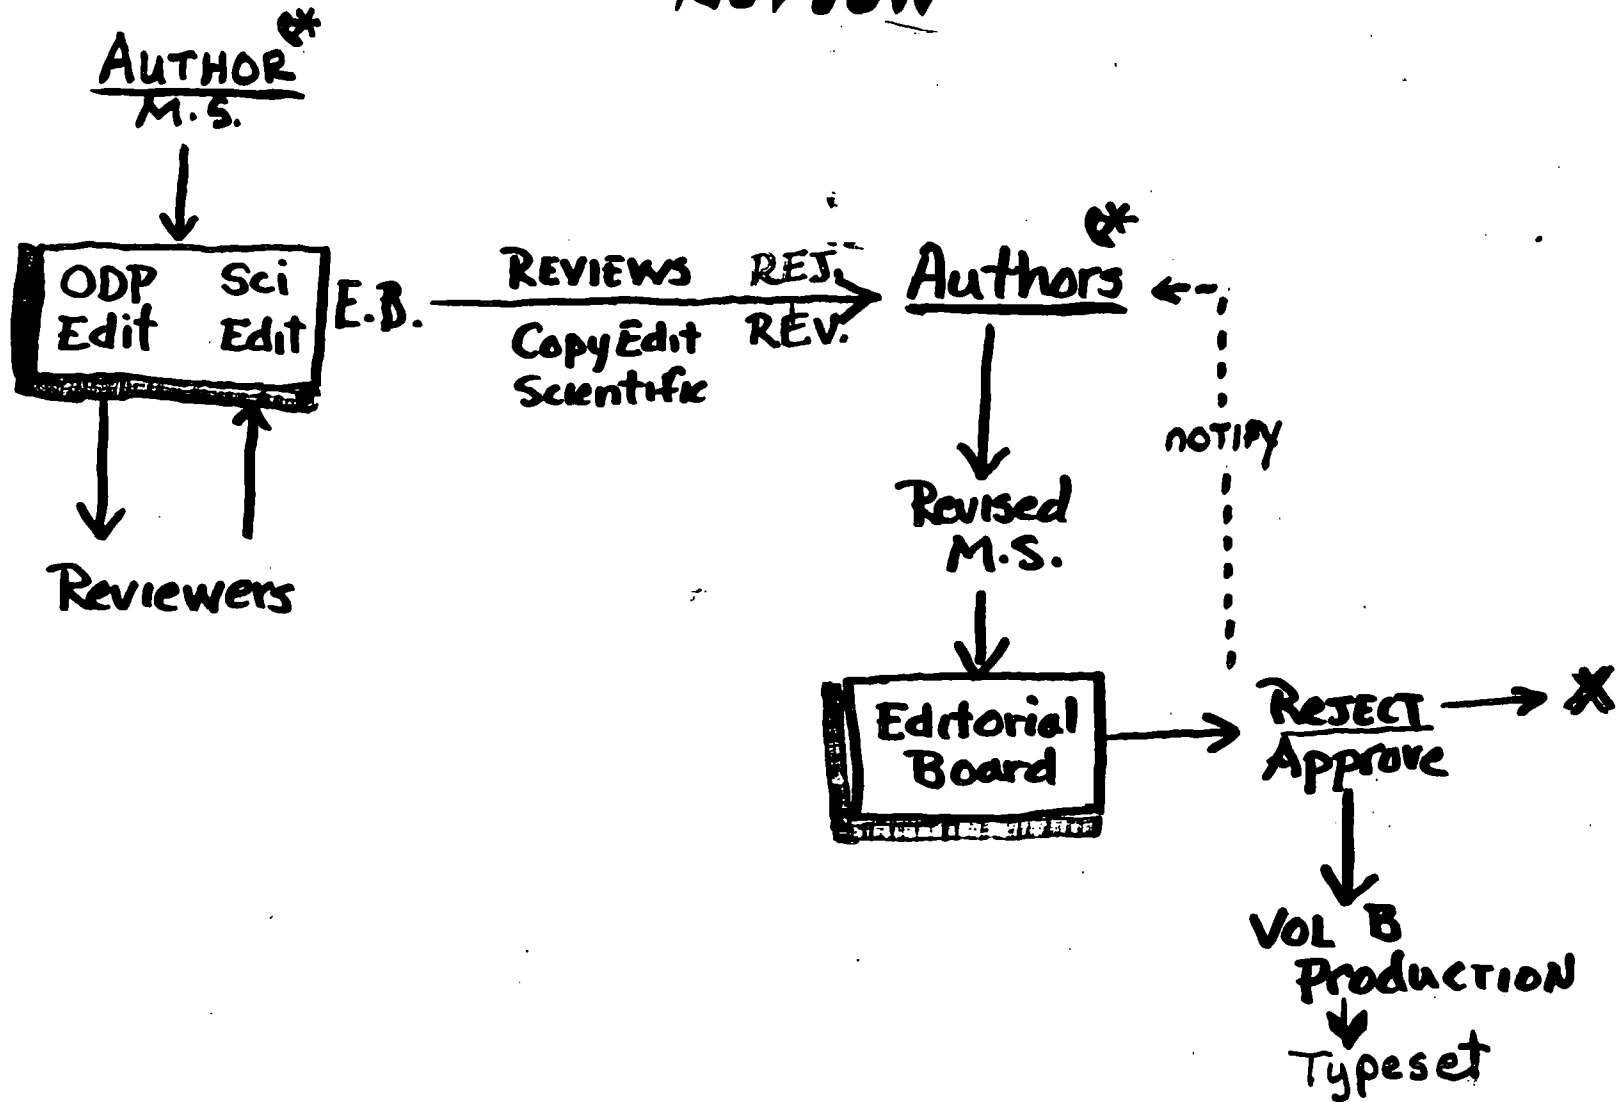 AUTHOR
M.S.
ODP Sci
Edit Edit
E.B.
REVIEWS REJ.
CopyEdit REV.
Scientific
Authors
notify
Reviewers
Revised
M.S.
Editorial
Board
REJECT
Approve
X
VOL B
Production
Typeset